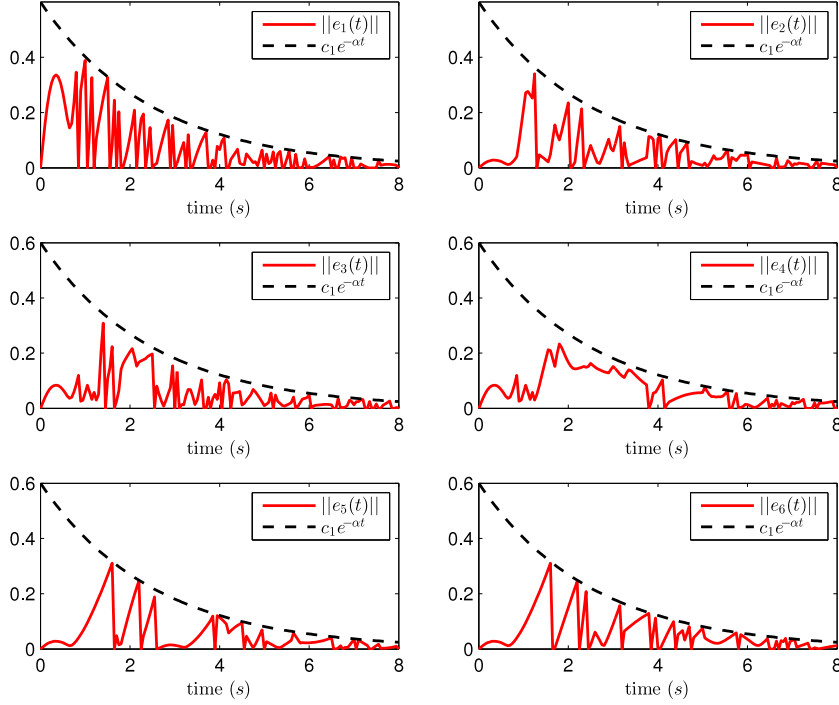 ||e₁(t)||
c₁e^{-αt}
0.4
0.2
0
0 2 4 6 8
time (s)
||e₂(t)||
c₁e^{-αt}
0.4
0.2
0
0 2 4 6 8
time (s)
||e₃(t)||
c₁e^{-αt}
0.6
0.4
0.2
0
0 2 4 6 8
time (s)
||e₄(t)||
c₁e^{-αt}
0.6
0.4
0.2
0
0 2 4 6 8
time (s)
||e₅(t)||
c₁e^{-αt}
0.6
0.4
0.2
0
0 2 4 6 8
time (s)
||e₆(t)||
c₁e^{-αt}
0.6
0.4
0.2
0
0 2 4 6 8
time (s)